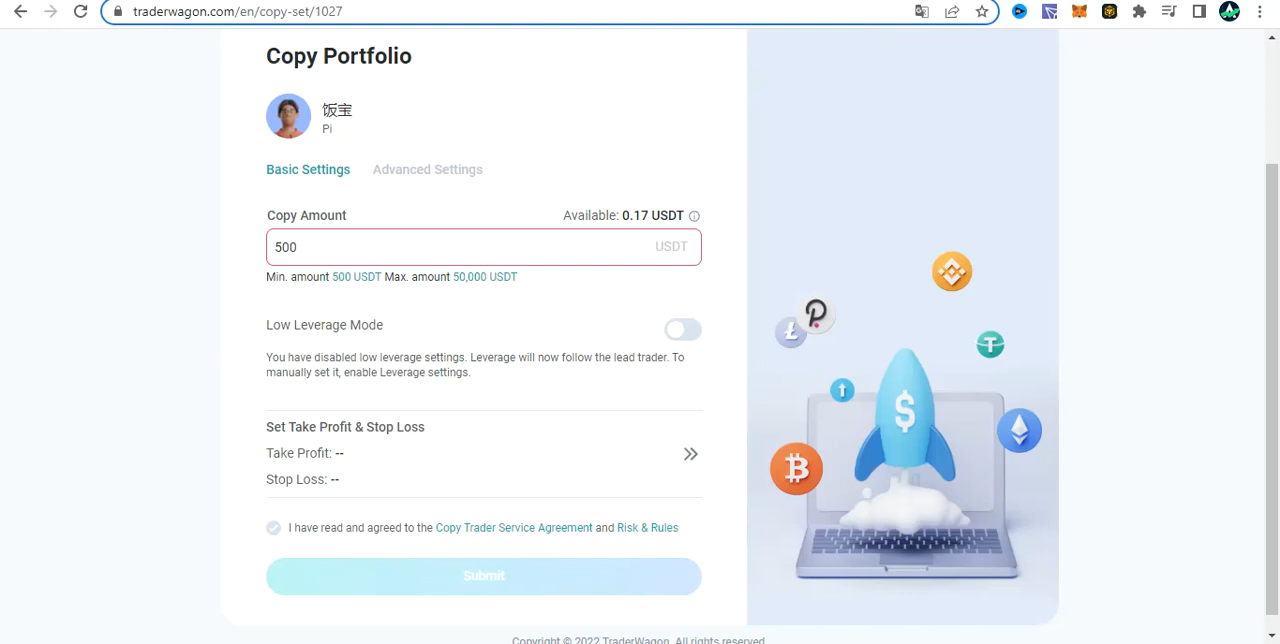 traderwagon.com/en/copy-set/1027
Copy Portfolio
饭宝
Pi
Basic Settings Advanced Settings
Copy Amount Available: 0.17 USDT
500 USDT
Min. amount 500 USDT Max. amount 50,000 USDT
Low Leverage Mode
You have disabled low leverage settings. Leverage will now follow the lead trader. To
manually set it, enable Leverage settings.
Set Take Profit & Stop Loss
Take Profit: --
Stop Loss: --
I have read and agreed to the Copy Trader Service Agreement and Risk & Rules
Submit
Copyright © 2022 TraderWagon. All rights reserved